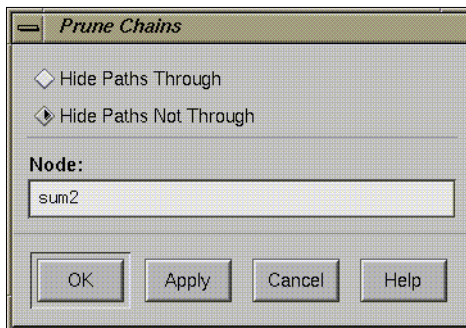 Prune Chains
Hide Paths Through
Hide Paths Not Through
Node:
sum2
OK Apply Cancel Help